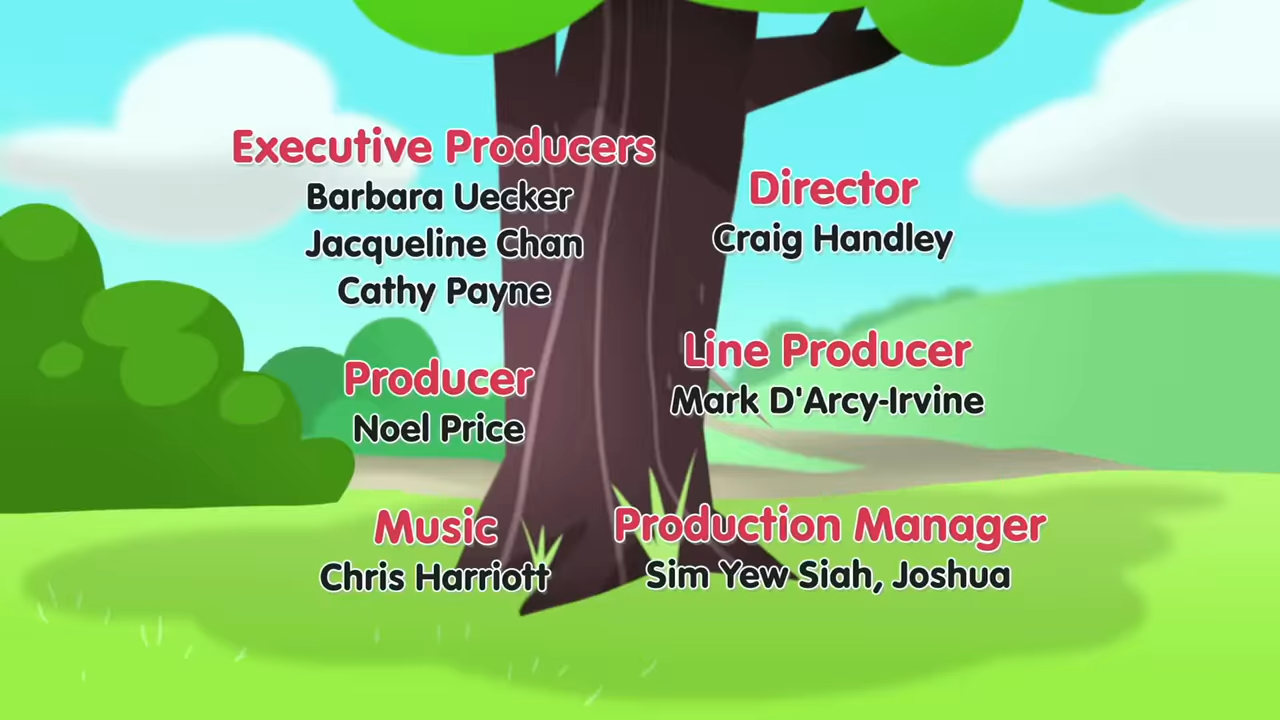 Executive Producers
Barbara Uecker
Jacqueline Chan
Cathy Payne
Producer
Noel Price
Music
Chris Harriott
Director
Craig Handley
Line Producer
Mark D'Arcy-Irvine
Production Manager
Sim Yew Siah, Joshua